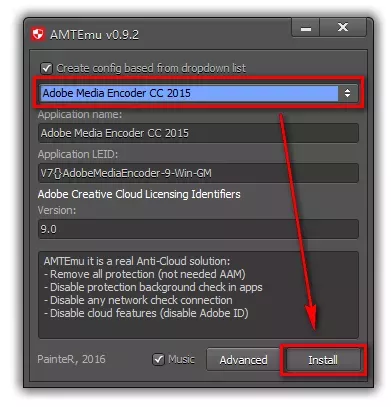 AMTEmu v0.9.2
Create config based from dropdown list
Adobe Media Encoder CC 2015
Application name:
Adobe Media Encoder CC 2015
Application LEID:
V7{}AdobeMediaEncoder-9-Win-GM
Adobe Creative Cloud Licensing Identifiers
Version:
9.0
AMTEmu it is a real Anti-Cloud solution:
- Remove all protection (not needed AAM)
- Disable protection background check in apps
- Disable any network check connection
- Disable cloud features (disable Adobe ID)
PainteR, 2016 Music Advanced Install